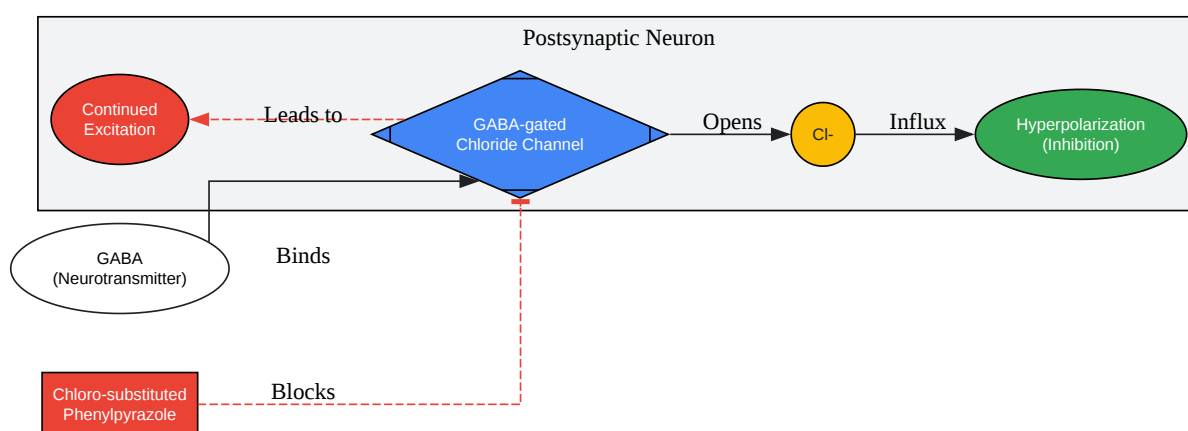 Postsynaptic Neuron
Continued
Excitation
Leads to
GABA-gated
Chloride Channel
Opens
Cl-
Influx
Hyperpolarization
(Inhibition)
GABA
(Neurotransmitter)
Binds
Chloro-substituted
Phenylpyrazole
Blocks